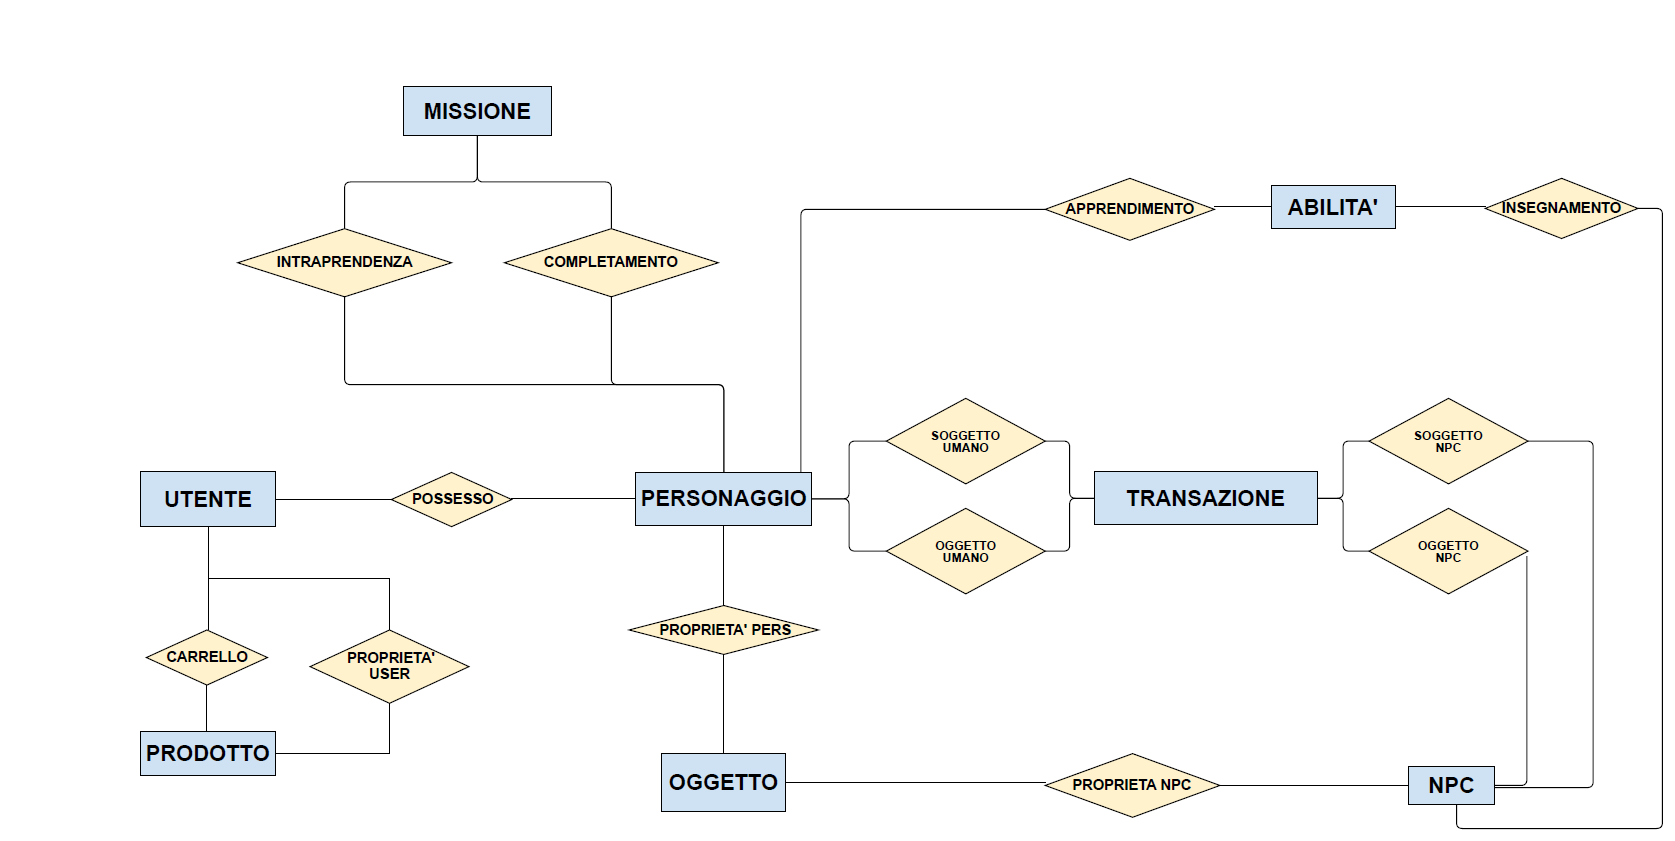 MISSIONE
APPRENDIMENTO
ABILITA'
INSEGNAMENTO
INTRAPRENDENZA
COMPLETAMENTO
SOGGETTO
UMANO
SOGGETTO
NPC
UTENTE
POSSESSO
PERSONAGGIO
TRANSAZIONE
OGGETTO
UMANO
OGGETTO
NPC
PROPRIETA' PERS
CARRELLO
PROPRIETA'
USER
PRODOTTO
OGGETTO
PROPRIETA NPC
NPC